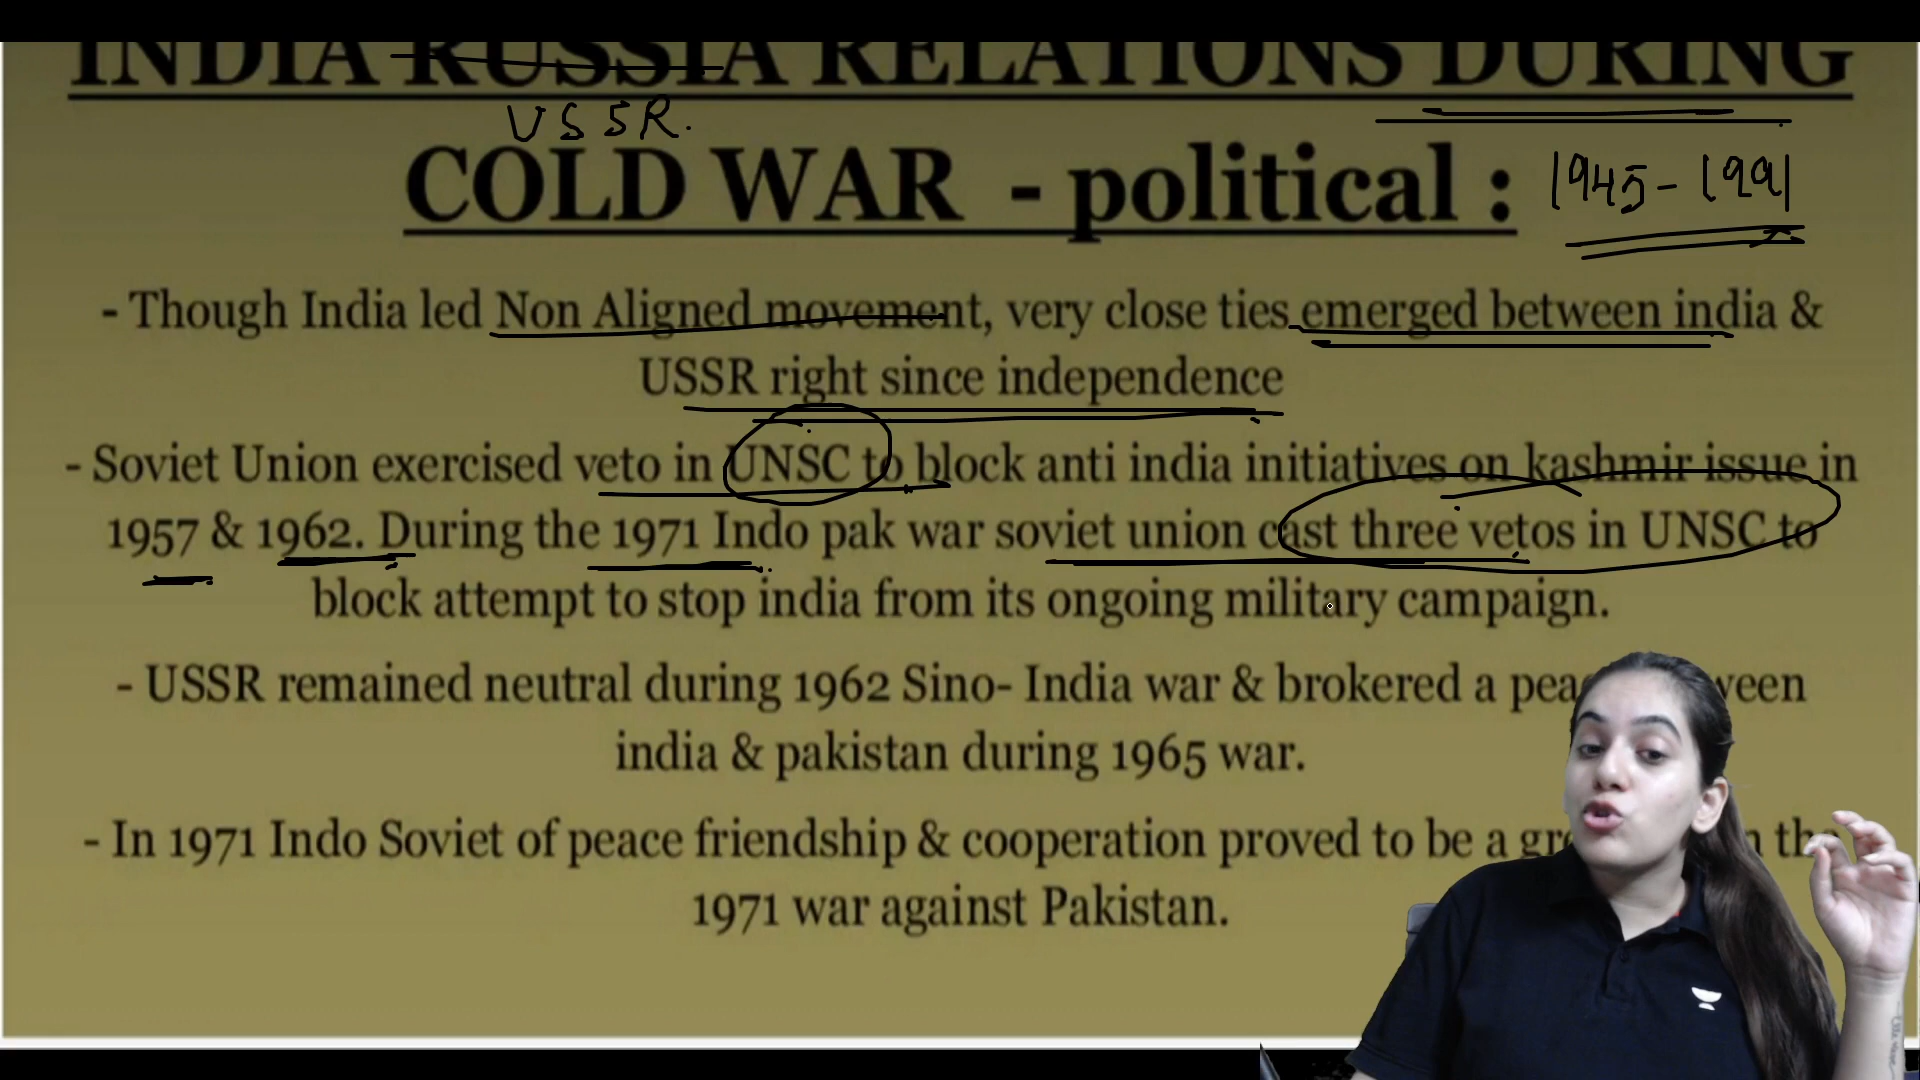 INDIA RUSSIA RELATIONS DURING
USSR.
COLD WAR - political : 1945-1991
- Though India led Non Aligned movement, very close ties emerged between india &
USSR right since independence
- Soviet Union exercised veto in UNSC to block anti india initiatives on kashmir issue in
1957 & 1962. During the 1971 Indo pak war soviet union cast three vetos in UNSC to
block attempt to stop india from its ongoing military campaign.
- USSR remained neutral during 1962 Sino- India war & brokered a
india & pakistan during 1965 war.
- In 1971 Indo Soviet of peace friendship & cooperation proved to be a
1971 war against Pakistan.